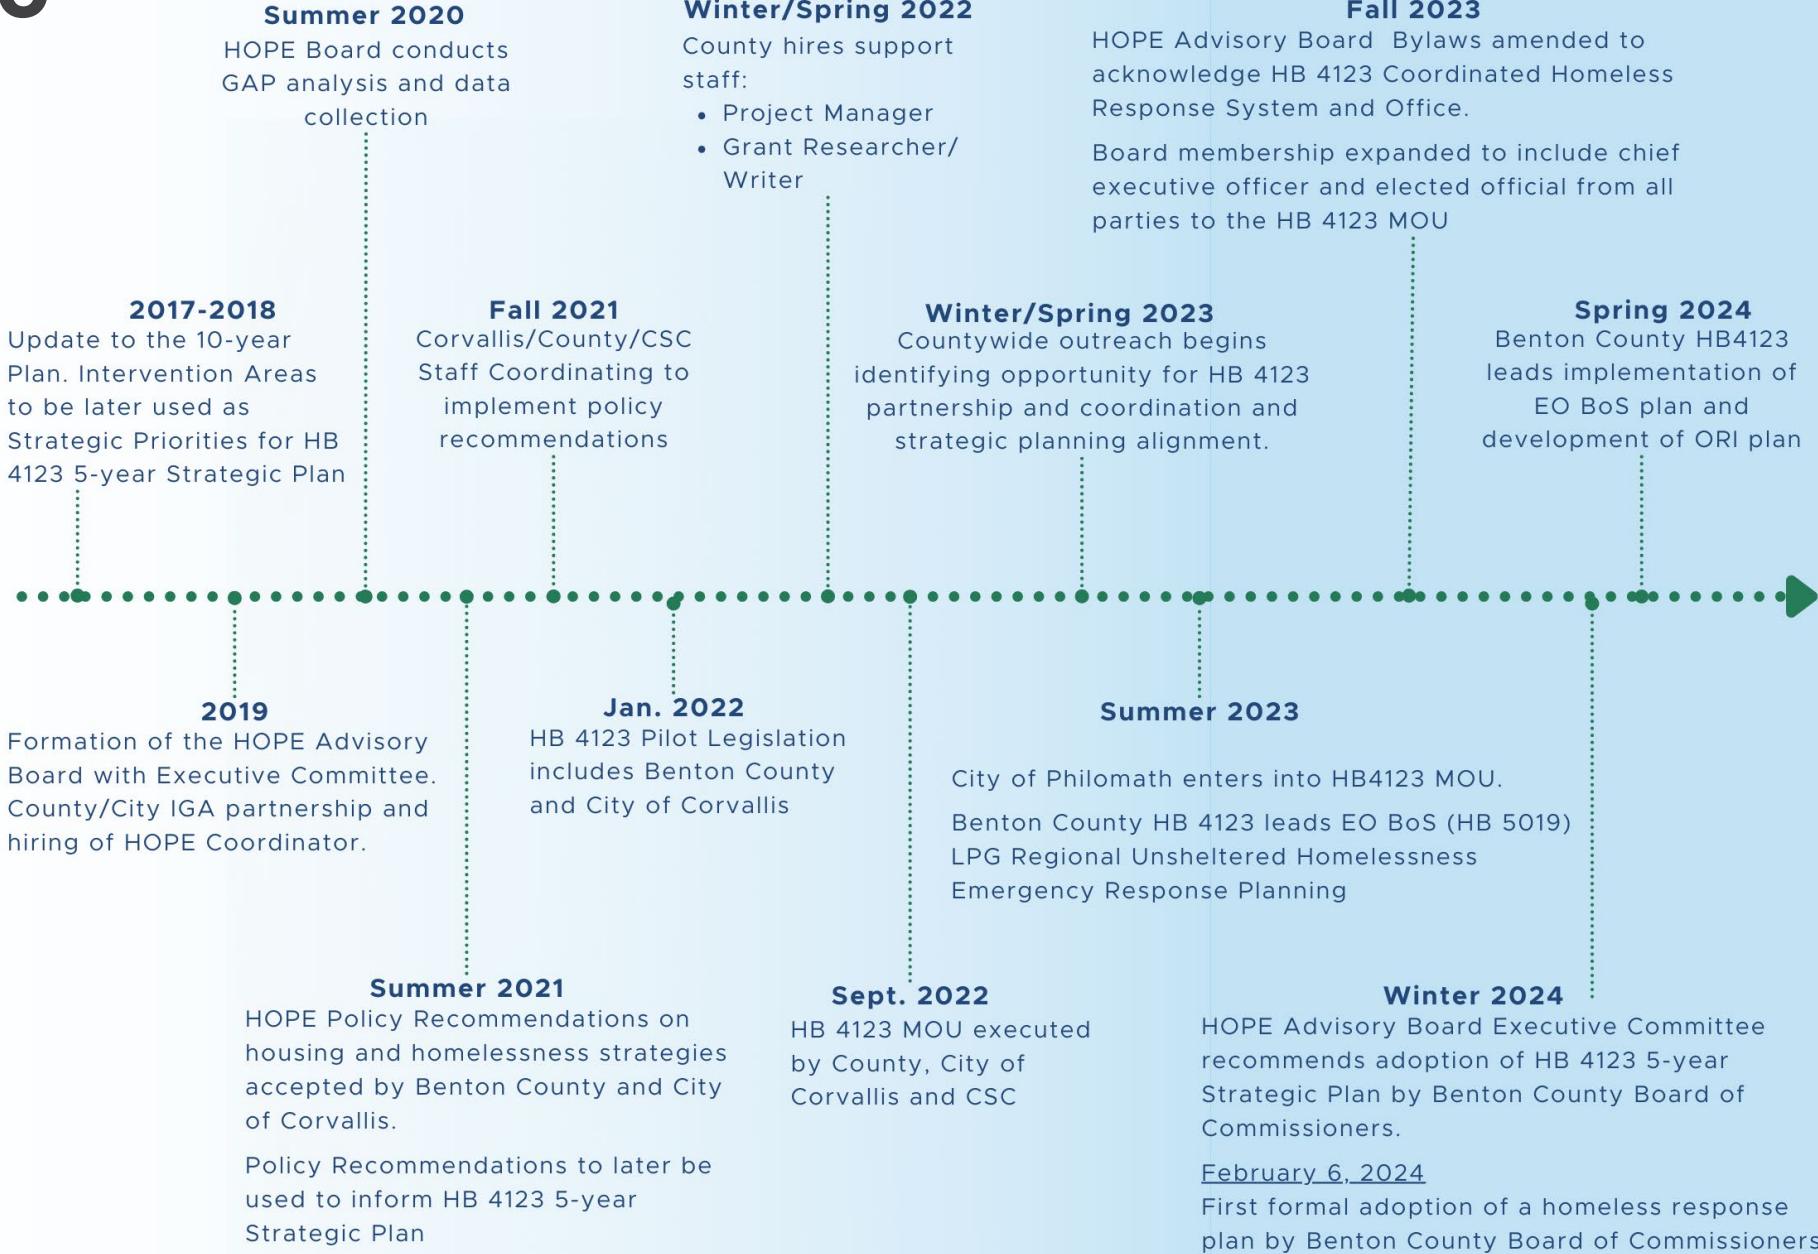 Summer 2020
HOPE Board conducts
GAP analysis and data
collection
Winter/Spring 2022
County hires support
staff:
• Project Manager
• Grant Researcher/
Writer
Fall 2023
HOPE Advisory Board Bylaws amended to
acknowledge HB 4123 Coordinated Homeless
Response System and Office.
Board membership expanded to include chief
executive officer and elected official from all
parties to the HB 4123 MOU
2017-2018
Update to the 10-year
Plan. Intervention Areas
to be later used as
Strategic Priorities for HB
4123 5-year Strategic Plan
Fall 2021
Corvallis/County/CSC
Staff Coordinating to
implement policy
recommendations
Winter/Spring 2023
Countywide outreach begins
identifying opportunity for HB 4123
partnership and coordination and
strategic planning alignment.
Spring 2024
Benton County HB4123
leads implementation of
EO BoS plan and
development of ORI plan
2019
Formation of the HOPE Advisory
Board with Executive Committee.
County/City IGA partnership and
hiring of HOPE Coordinator.
Jan. 2022
HB 4123 Pilot Legislation
includes Benton County
and City of Corvallis
Summer 2023
City of Philomath enters into HB4123 MOU.
Benton County HB 4123 leads EO BoS (HB 5019)
LPG Regional Unsheltered Homelessness
Emergency Response Planning
Summer 2021
HOPE Policy Recommendations on
housing and homelessness strategies
accepted by Benton County and City
of Corvallis.
Policy Recommendations to later be
used to inform HB 4123 5-year
Strategic Plan
Sept. 2022
HB 4123 MOU executed
by County, City of
Corvallis and CSC
Winter 2024
HOPE Advisory Board Executive Committee
recommends adoption of HB 4123 5-year
Strategic Plan by Benton County Board of
Commissioners.
February 6, 2024
First formal adoption of a homeless response
plan by Benton County Board of Commissioners